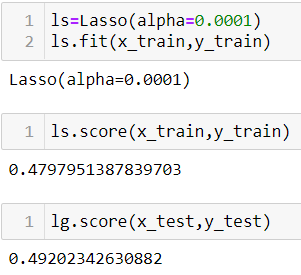 1 ls=Lasso(alpha=0.0001)
2 ls.fit(x_train,y_train)
Lasso(alpha=0.0001)
1 ls.score(x_train,y_train)
0.4797951387839703
1 lg.score(x_test,y_test)
0.49202342630882